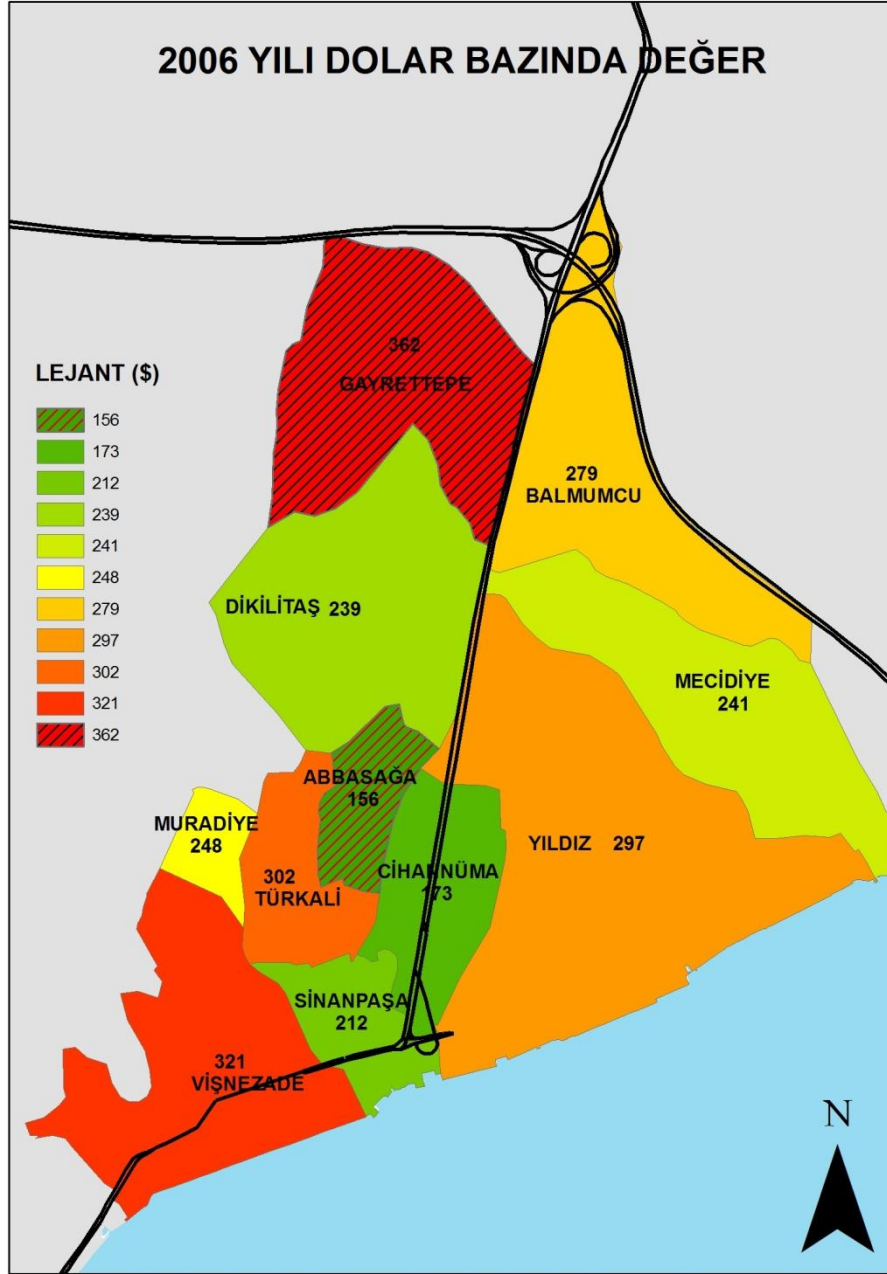 2006 YILI DOLAR BAZINDA DEĞER
362
GAYRETTEPE
LEJANT ($)
156
173
212
239
241
248
279
297
302
321
362
279
BALMUMCU
DİKİLİTAŞ 239
MECİDİYE
241
ABBASAĞA
156
MURADİYE
248
YILDIZ 297
CİHANNÜMA
173
302
TÜRKALİ
SİNANPAŞA
212
321
VİŞNEZADE
N